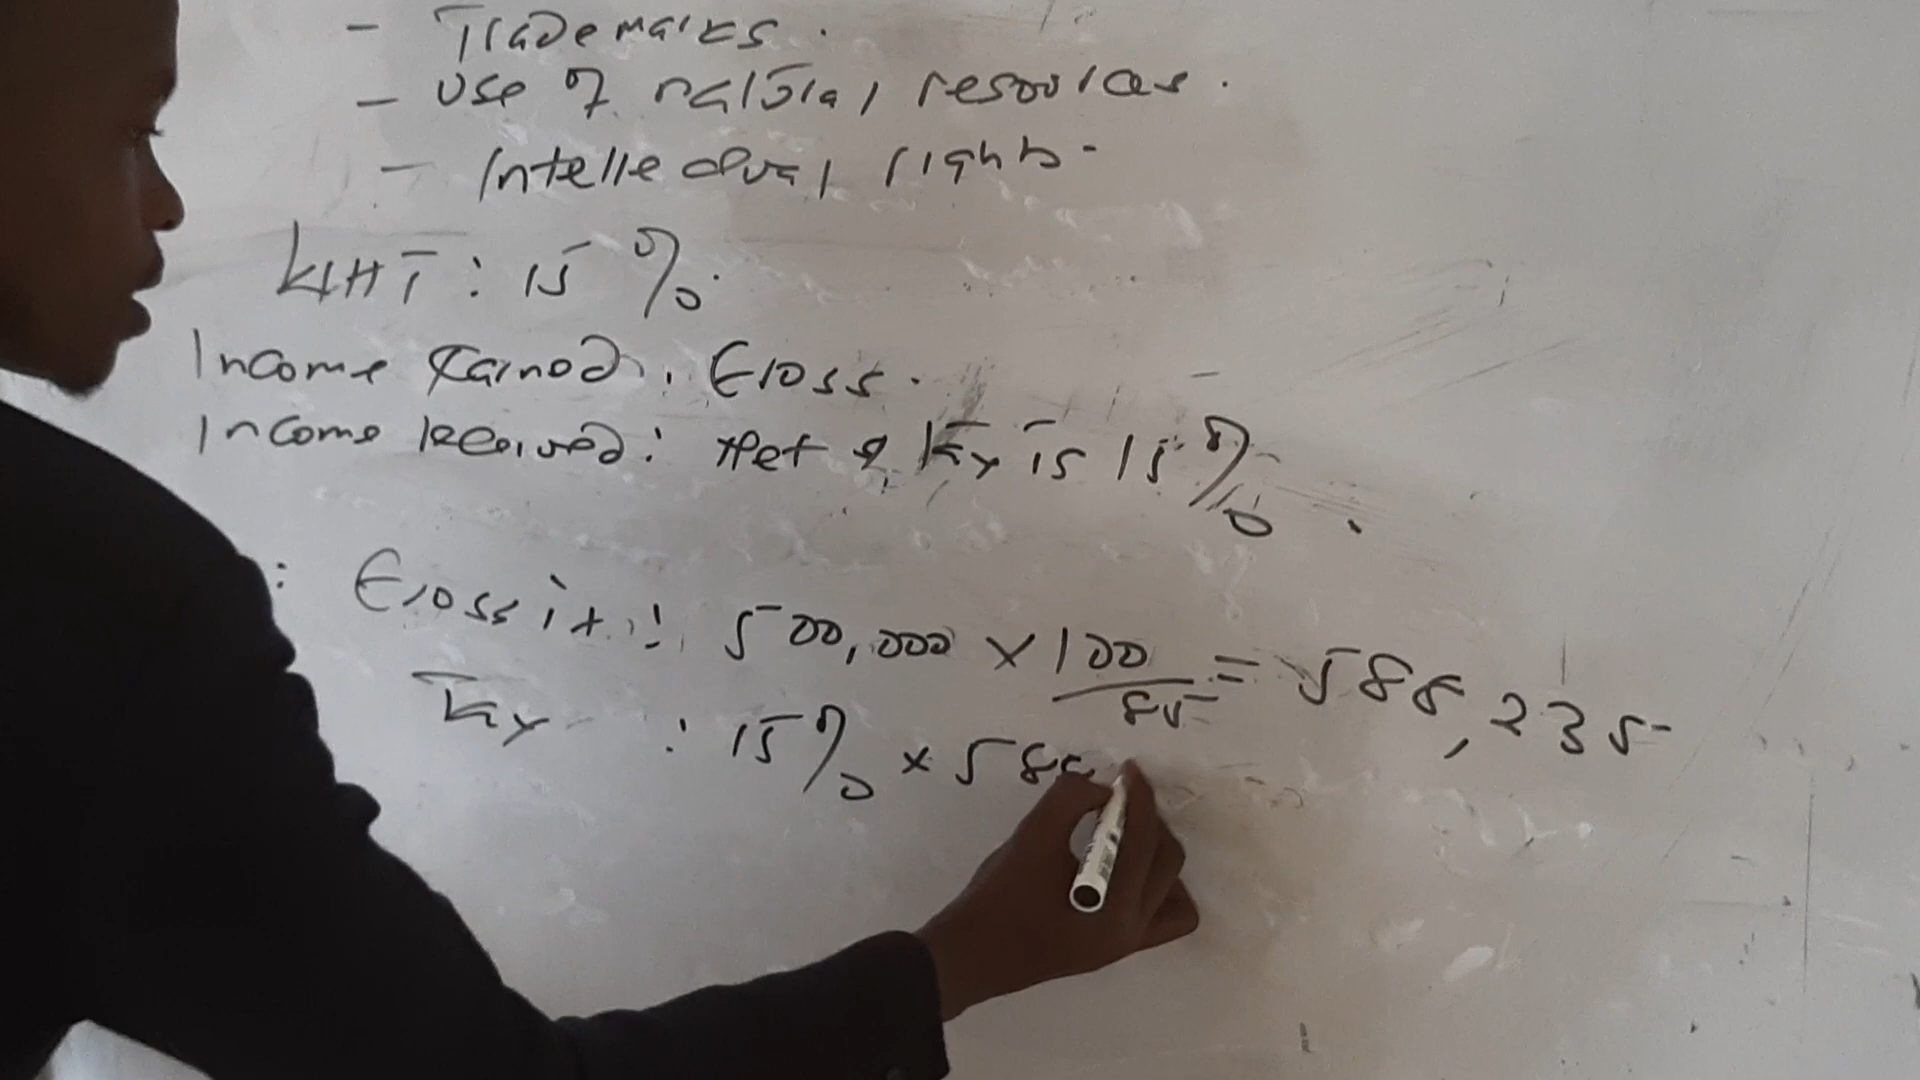 - Trademarks.
- Use of natural resources.
- Intellectual rights.
WHT: 15%.
Income Earned: Gross.
Income Received: Net & Tax is 15%.
: Gross it: 500,000 × 100/85 = 588,235
Tax : 15% × 588